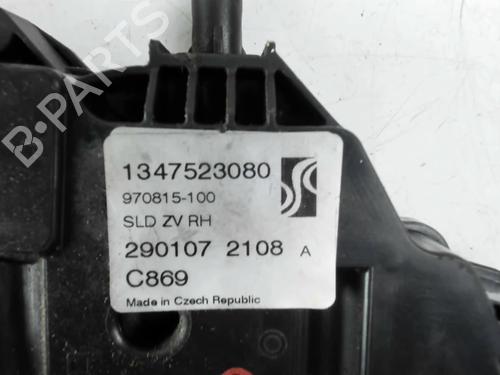 B-PARTS
1347523080
970815-100
SLD ZV RH
290107 2108 A
C869
Made in Czech Republic